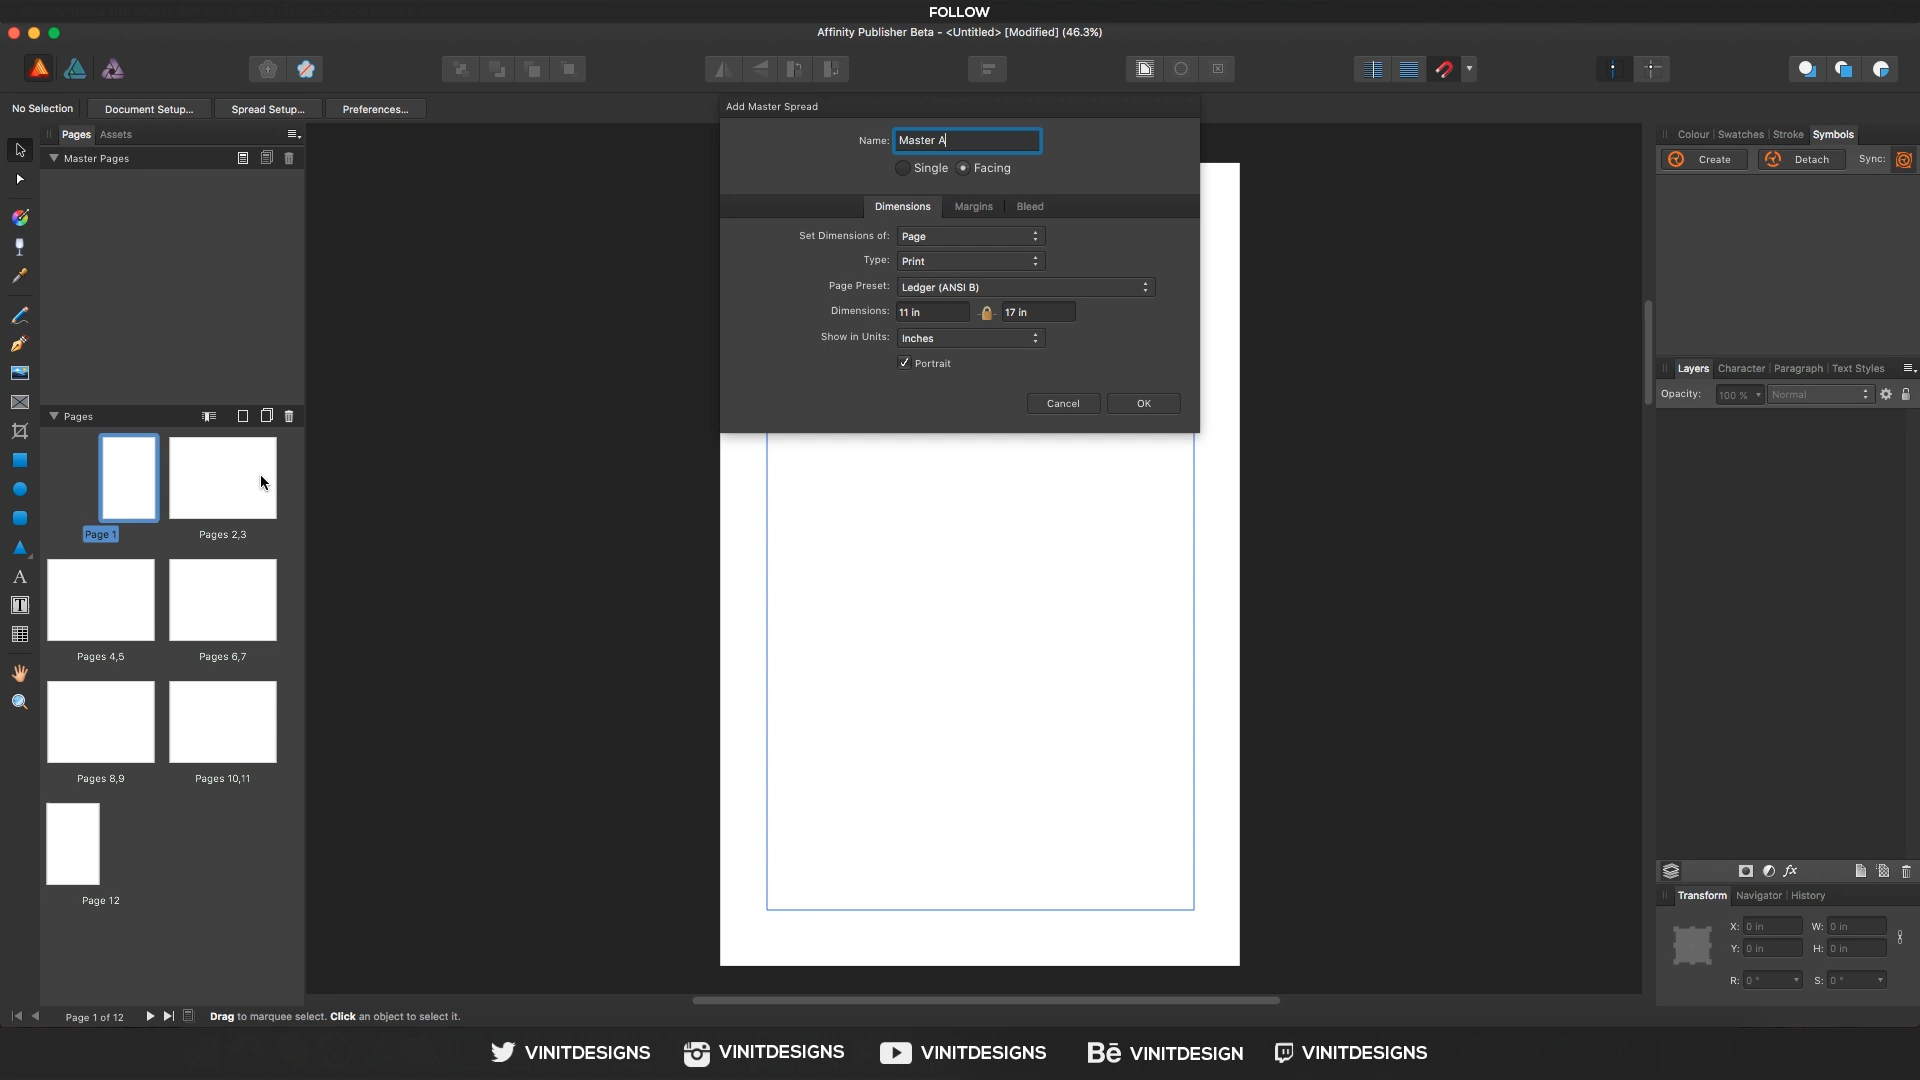 FOLLOW
Affinity Publisher Beta - <Untitled> [Modified] (46.3%)
No Selection
Document Setup...
Spread Setup...
Preferences...
Pages
Assets
Master Pages
Pages
Page 1
Pages 2,3
Pages 4,5
Pages 6,7
Pages 8,9
Pages 10,11
Page 12
Add Master Spread
Name: Master A
Single
Facing
Dimensions
Margins
Bleed
Set Dimensions of: Page
Type: Print
Page Preset: Ledger (ANSI B)
Dimensions: 11 in 17 in
Show in Units: Inches
Portrait
Cancel
OK
Colour
Swatches
Stroke
Symbols
Create
Detach
Sync:
Layers
Character
Paragraph
Text Styles
Opacity: 100 %
Normal
fx
Transform
Navigator
History
X: 0 in W: 0 in
Y: 0 in H: 0 in
R: 0 ° S: 0 °
Page 1 of 12
Drag to marquee select. Click an object to select it.
VINITDESIGNS
VINITDESIGNS
VINITDESIGNS
Bē VINITDESIGN
VINITDESIGNS